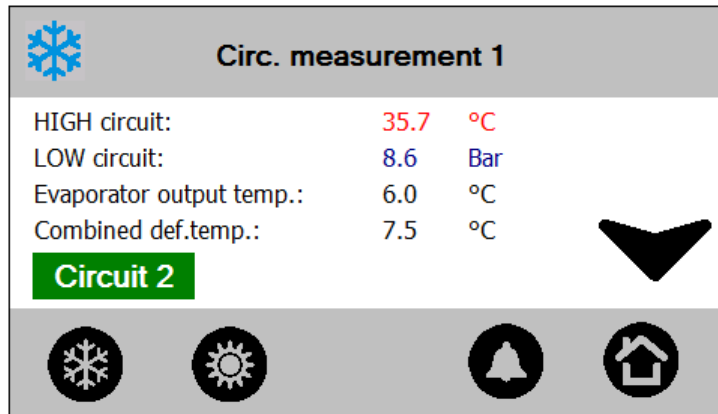 Circ. measurement 1
HIGH circuit: 35.7 °C
LOW circuit: 8.6 Bar
Evaporator output temp.: 6.0 °C
Combined def.temp.: 7.5 °C
Circuit 2